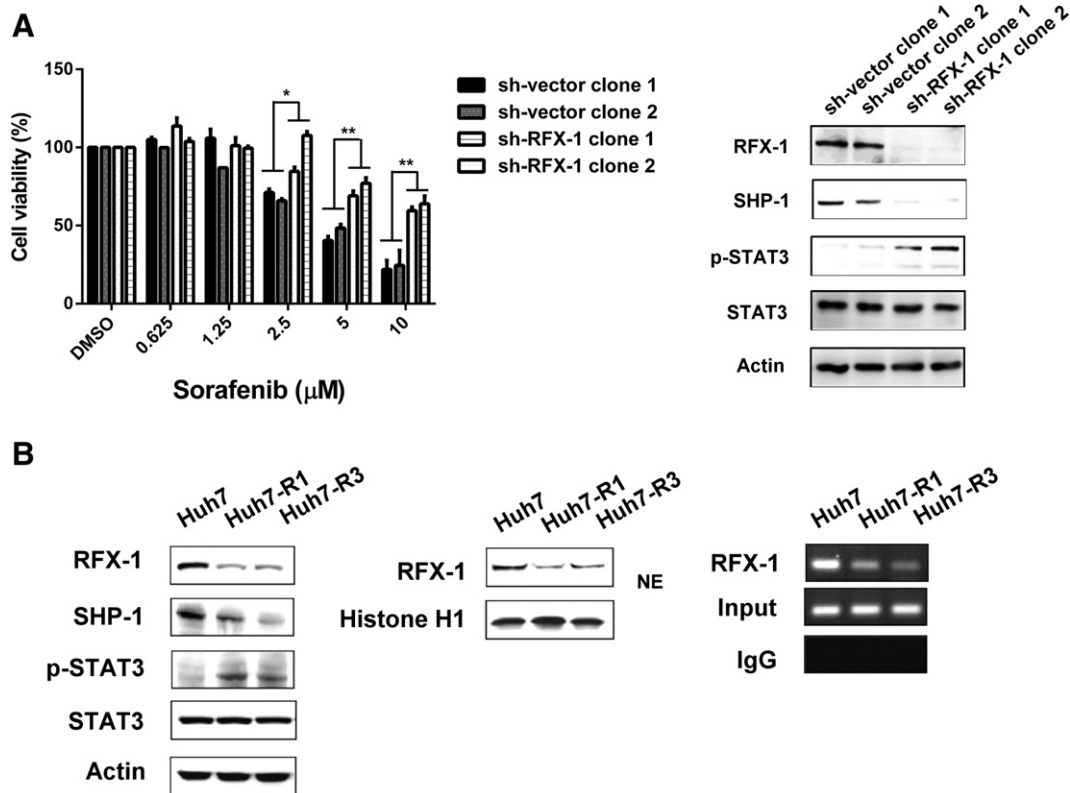 A
Cell viability (%)
150
100
50
0
DMSO
0.625
1.25
2.5
5
10
Sorafenib (μM)
*
**
**
sh-vector clone 1
sh-vector clone 2
sh-RFX-1 clone 1
sh-RFX-1 clone 2
sh-vector clone 1
sh-vector clone 2
sh-RFX-1 clone 1
sh-RFX-1 clone 2
RFX-1
SHP-1
p-STAT3
STAT3
Actin
B
Huh7
Huh7-R1
Huh7-R3
RFX-1
SHP-1
p-STAT3
STAT3
Actin
Huh7
Huh7-R1
Huh7-R3
RFX-1
NE
Histone H1
Huh7
Huh7-R1
Huh7-R3
RFX-1
Input
IgG